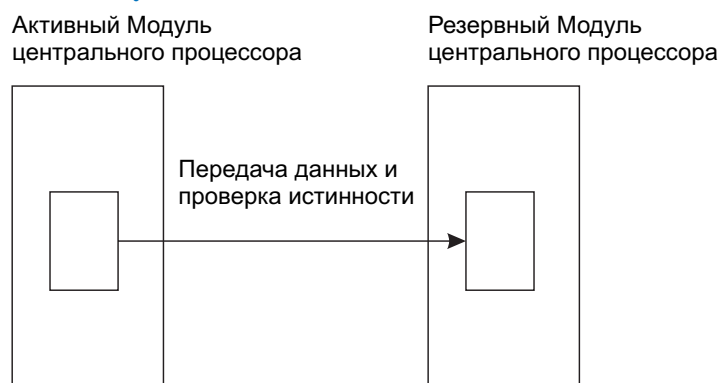 Активный Модуль
центрального процессора
Резервный Модуль
центрального процессора
Передача данных и
проверка истинности